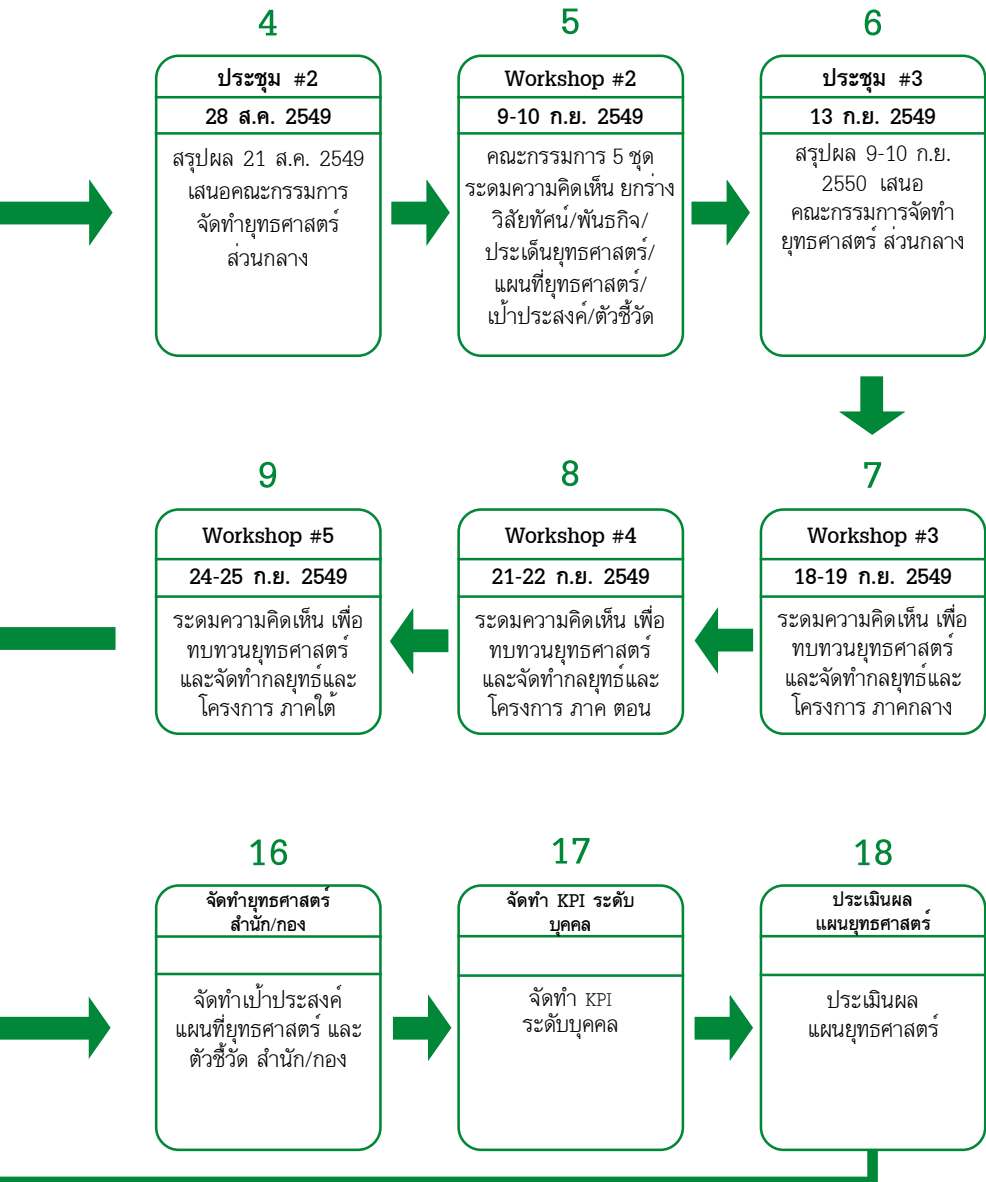 4
ประชุม #2
28 ส.ค. 2549
สรุปผล 21 ส.ค. 2549
เสนอคณะกรรมการ
จัดทำยุทธศาสตร์
ส่วนกลาง
5
Workshop #2
9-10 ก.ย. 2549
คณะกรรมการ 5 ชุด
ระดมความคิดเห็น ยกร่าง
วิสัยทัศน์/พันธกิจ/
ประเด็นยุทธศาสตร์/
แผนที่ยุทธศาสตร์/
เป้าประสงค์/ตัวชี้วัด
6
ประชุม #3
13 ก.ย. 2549
สรุปผล 9-10 ก.ย.
2550 เสนอ
คณะกรรมการจัดทำ
ยุทธศาสตร์ ส่วนกลาง
9
Workshop #5
24-25 ก.ย. 2549
ระดมความคิดเห็น เพื่อ
ทบทวนยุทธศาสตร์
และจัดทำกลยุทธ์และ
โครงการ ภาคใต้
8
Workshop #4
21-22 ก.ย. 2549
ระดมความคิดเห็น เพื่อ
ทบทวนยุทธศาสตร์
และจัดทำกลยุทธ์และ
โครงการ ภาค ตอน
7
Workshop #3
18-19 ก.ย. 2549
ระดมความคิดเห็น เพื่อ
ทบทวนยุทธศาสตร์
และจัดทำกลยุทธ์และ
โครงการ ภาคกลาง
16
จัดทำยุทธศาสตร์
สำนัก/กอง
จัดทำเป้าประสงค์
แผนที่ยุทธศาสตร์ และ
ตัวชี้วัด สำนัก/กอง
17
จัดทำ KPI ระดับ
บุคคล
จัดทำ KPI
ระดับบุคคล
18
ประเมินผล
แผนยุทธศาสตร์
ประเมินผล
แผนยุทธศาสตร์